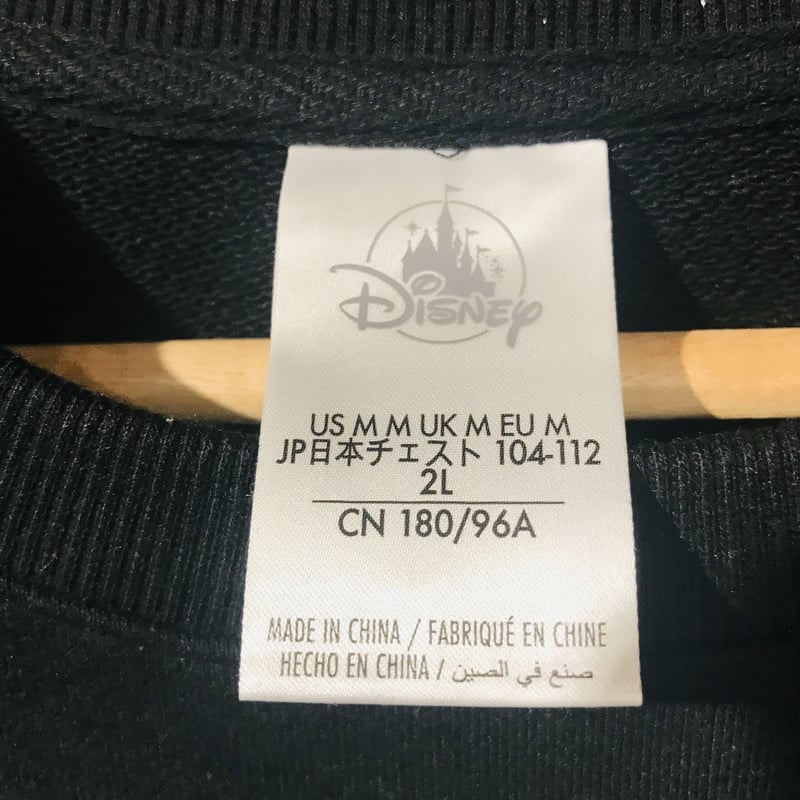 Disney
US M M UK M EU M
JP日本チェスト 104-112
2L
CN 180/96A
MADE IN CHINA / FABRIQUÉ EN CHINE
HECHO EN CHINA / صنع في الصين